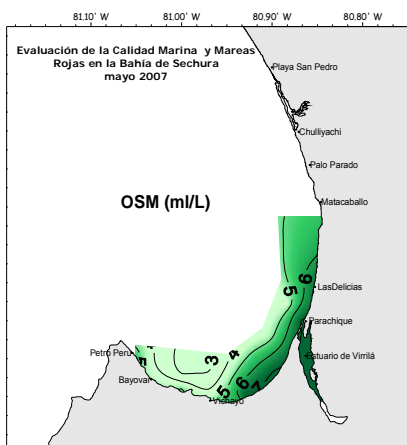 81.10' W 81.00' W 80.90' W 80.80' W
Evaluación de la Calidad Marina y Mareas
Rojas en la Bahía de Sechura
mayo 2007
Playa San Pedro
Chulliyachi
Palo Parado
OSM (ml/L)
Matacaballo
6
5
LasDelicias
Parachique
4
3
Petro Peru
Estuario de Virrilá
Bayovar
6
7
5
Vichayo